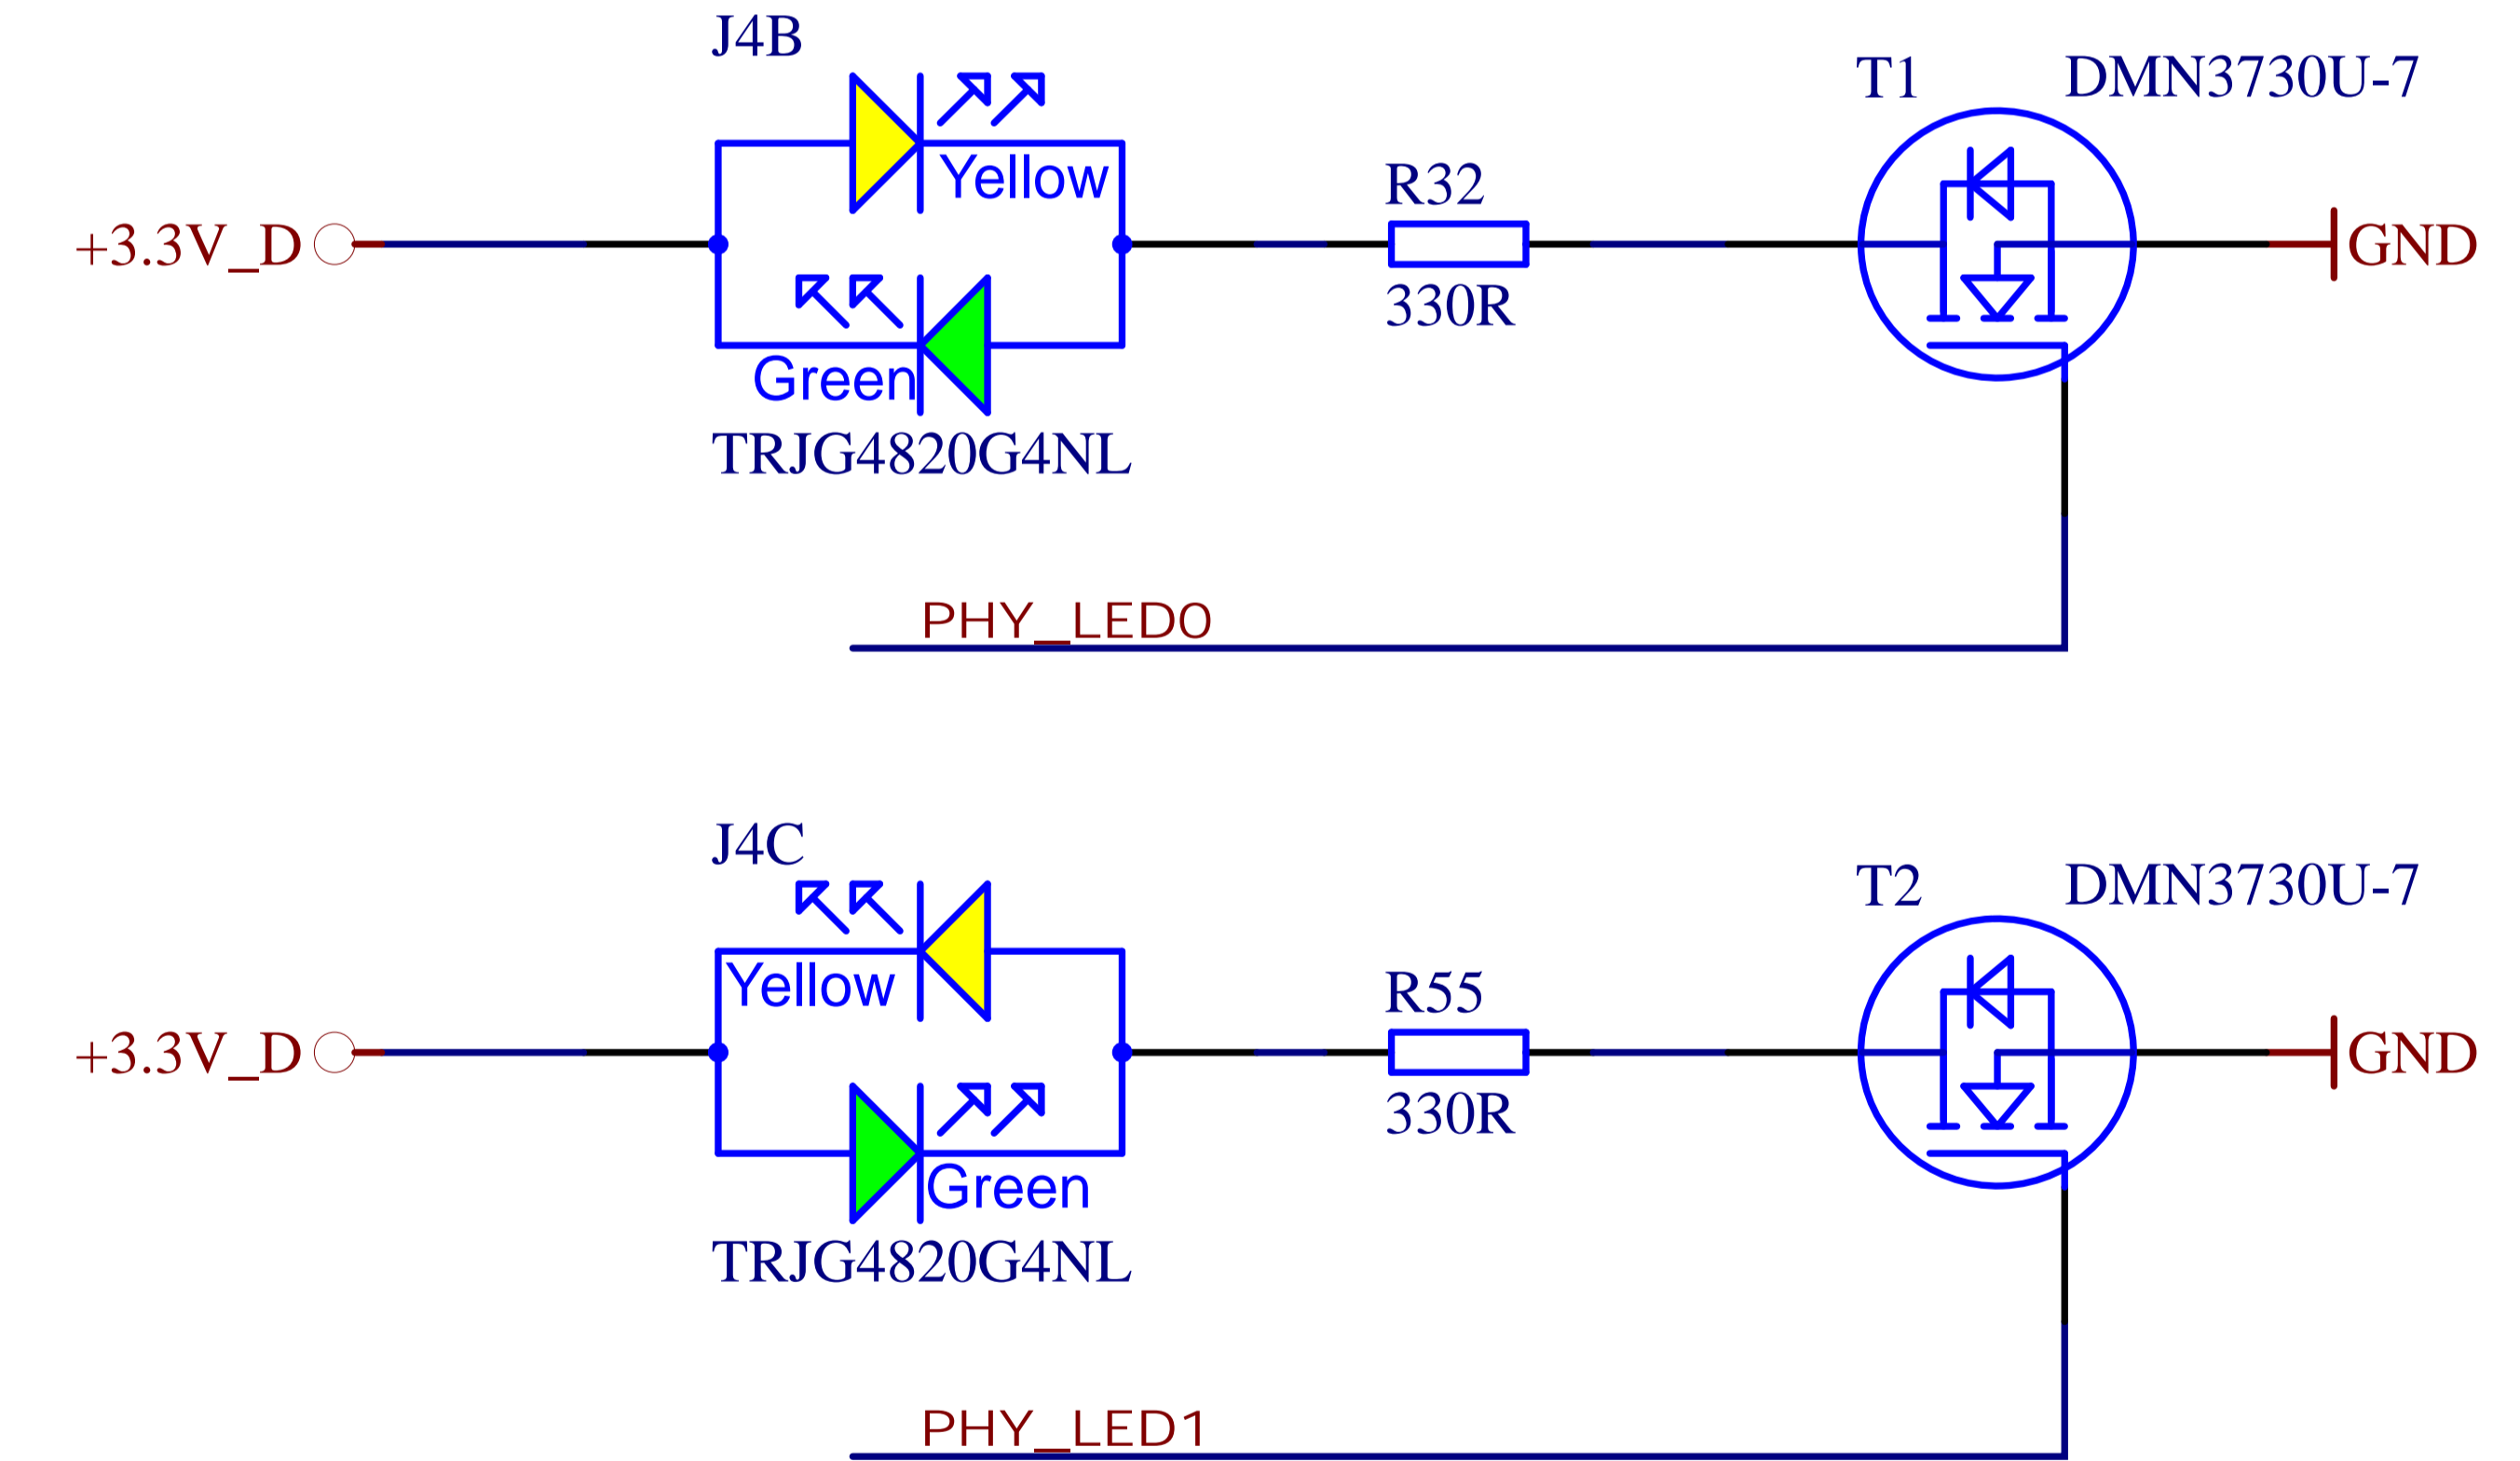 J4B
T1 DMN3730U-7
Yellow
R32
+3.3V_D
GND
330R
Green
TRJG4820G4NL
PHY_LED0
J4C
T2 DMN3730U-7
Yellow
R55
+3.3V_D
GND
330R
Green
TRJG4820G4NL
PHY_LED1